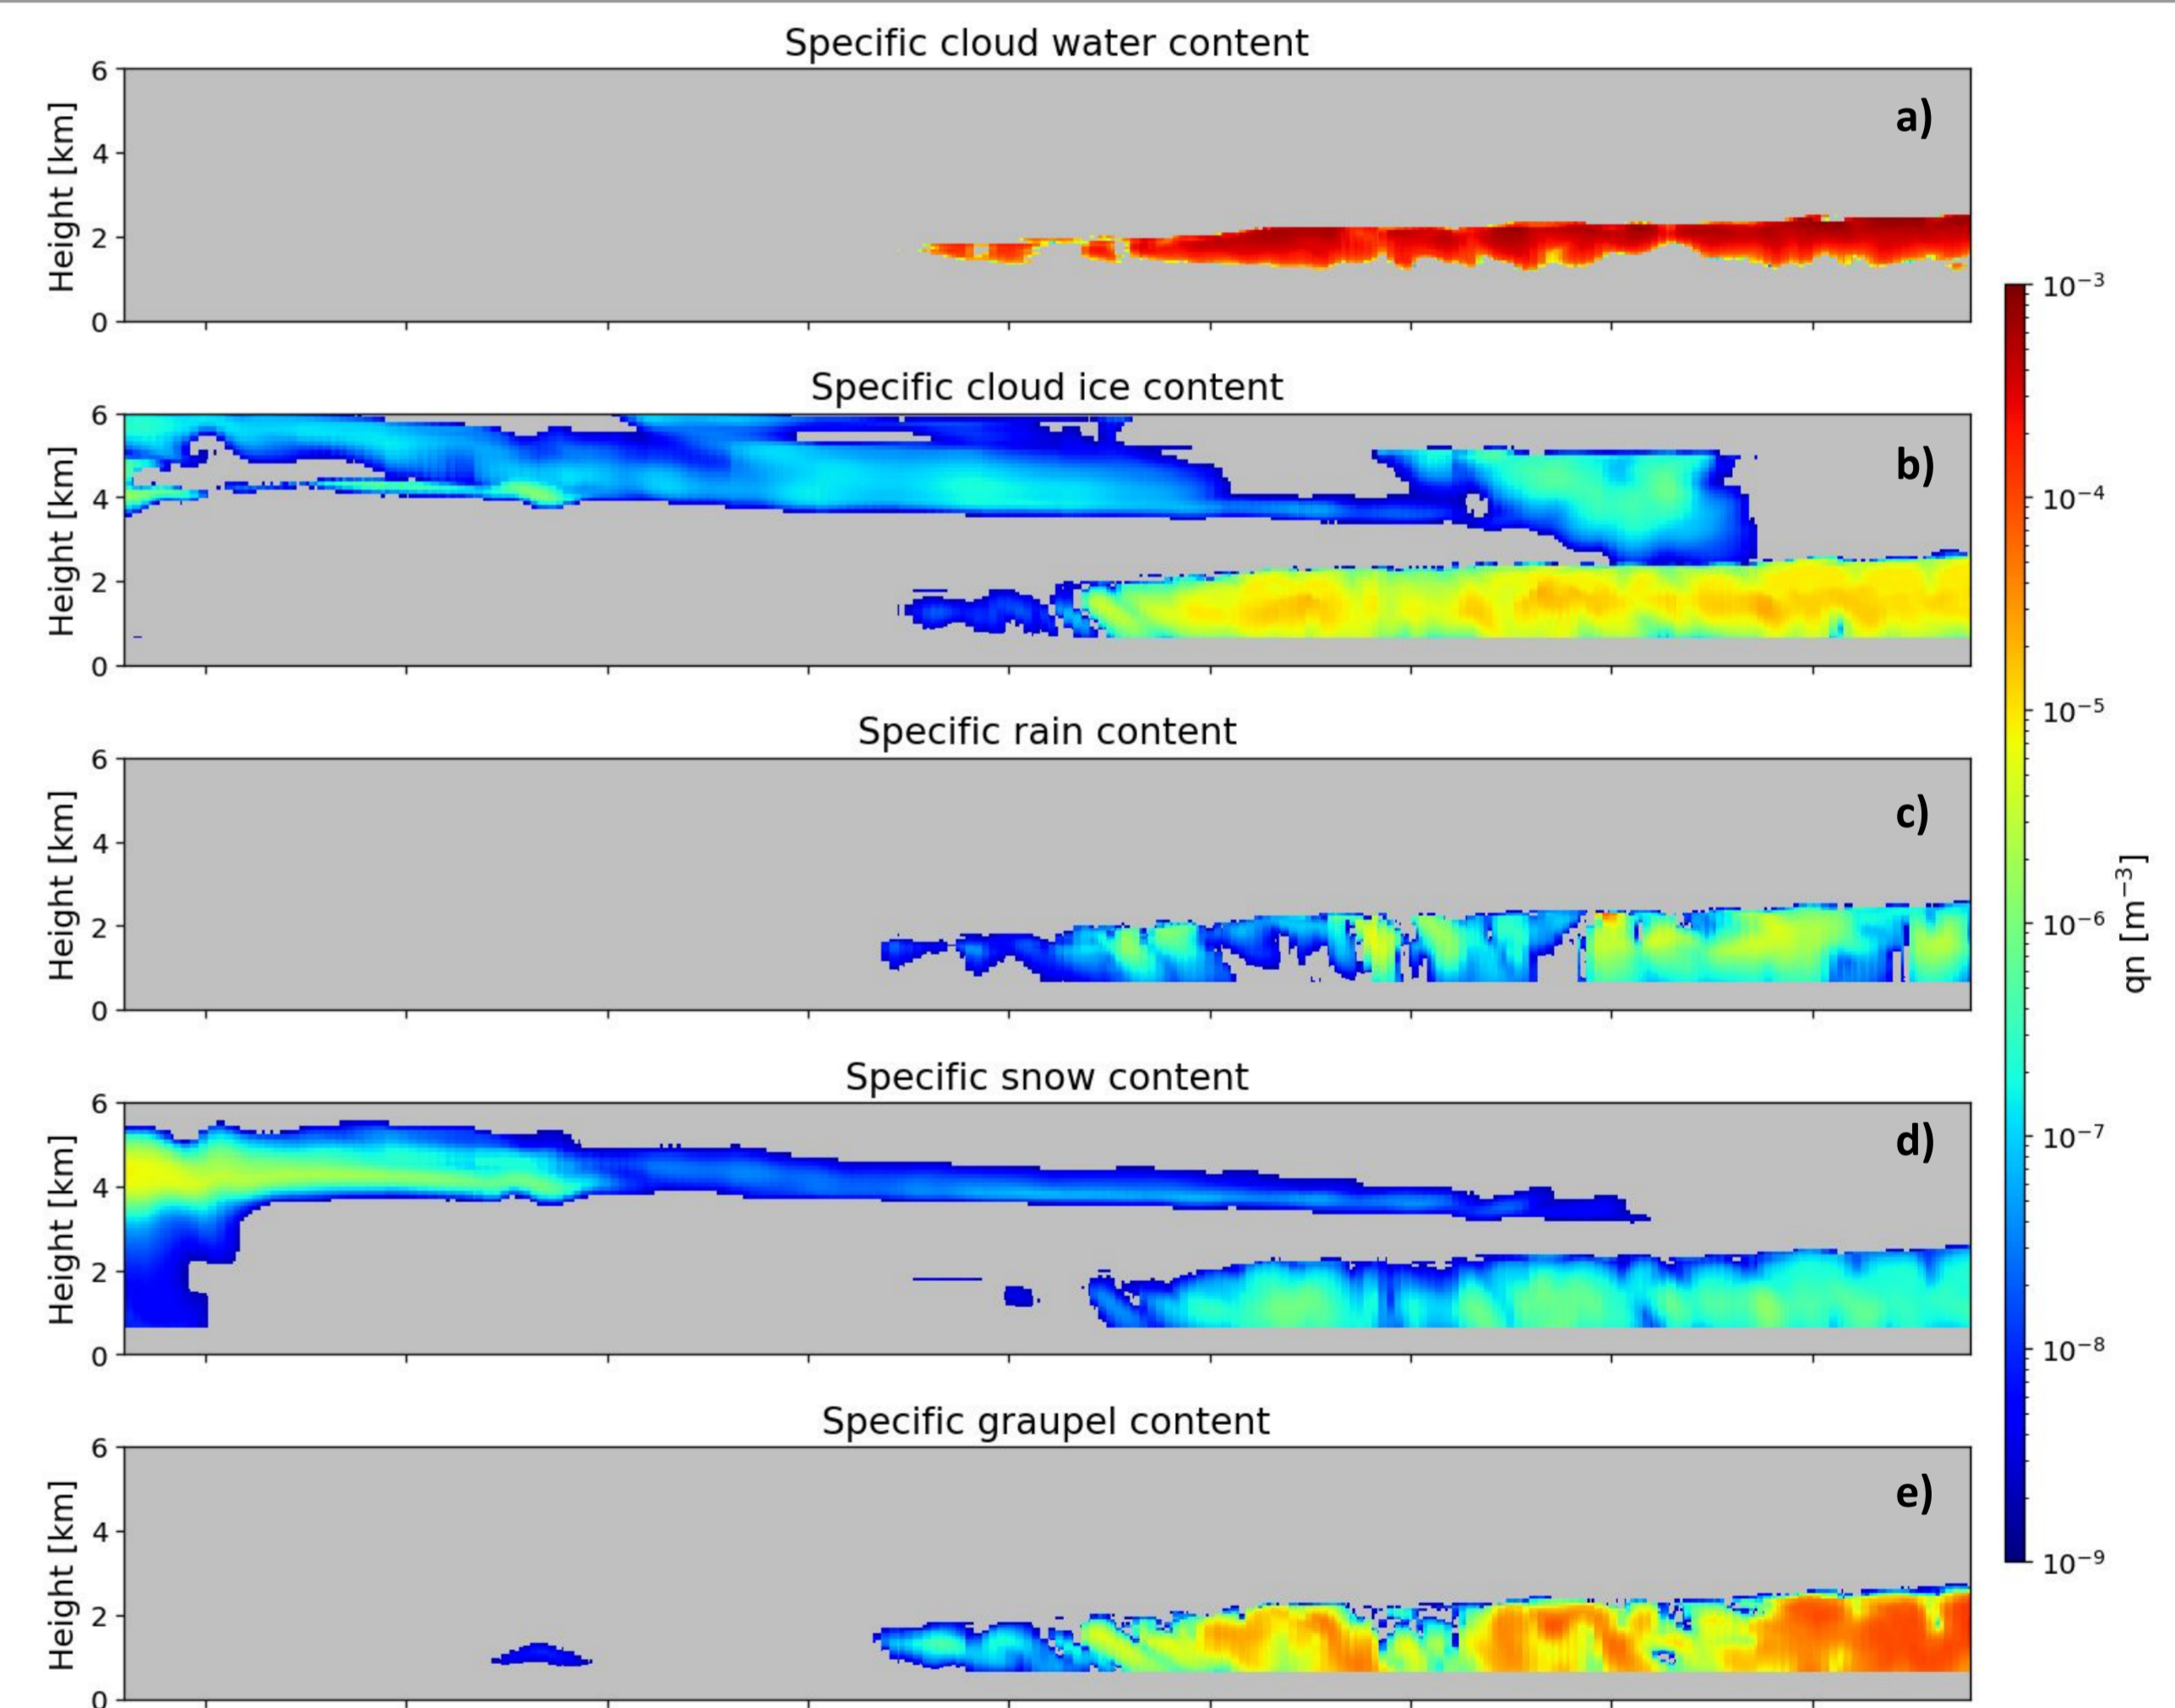 Specific cloud water content
a)
Height [km]
6
4
2
0
Specific cloud ice content
b)
Height [km]
6
4
2
0
Specific rain content
c)
Height [km]
6
4
2
0
Specific snow content
d)
Height [km]
6
4
2
0
Specific graupel content
e)
Height [km]
6
4
2
0
10⁻³
10⁻⁴
10⁻⁵
10⁻⁶
10⁻⁷
10⁻⁸
10⁻⁹
qn [m⁻³]